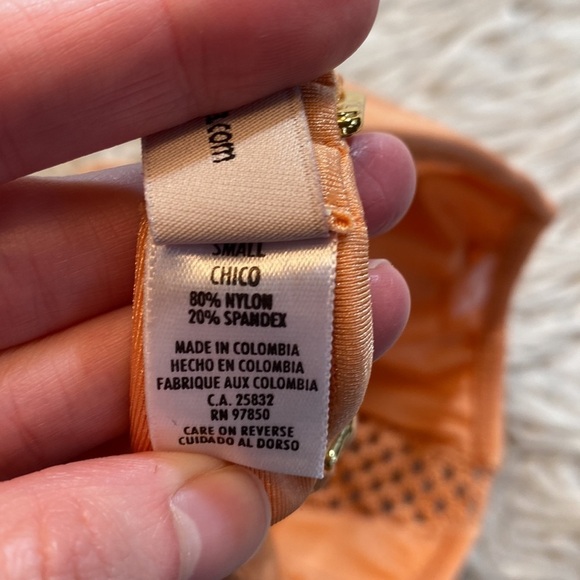 .com
SMALL
CHICO
80% NYLON
20% SPANDEX
MADE IN COLOMBIA
HECHO EN COLOMBIA
FABRIQUE AUX COLOMBIA
C.A. 25832
RN 97850
CARE ON REVERSE
CUIDADO AL DORSO